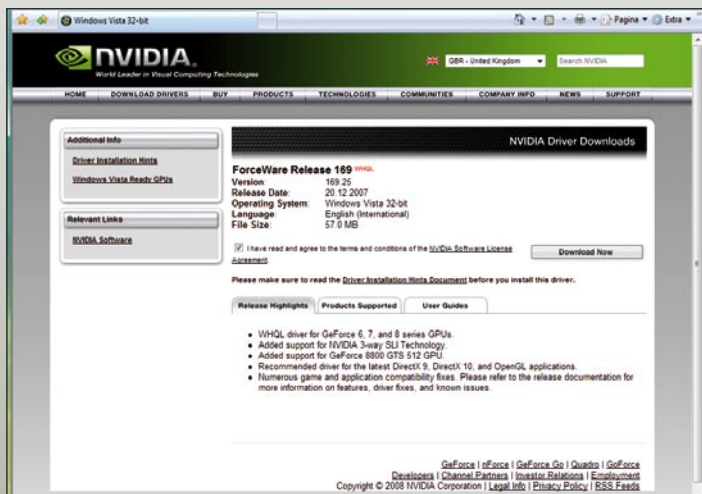 Windows Vista 32-bit
Pagina
Extra
NVIDIA.
World Leader in Visual Computing Technologies
GBR - United Kingdom
Search NVIDIA
HOME DOWNLOAD DRIVERS BUY PRODUCTS TECHNOLOGIES COMMUNITIES COMPANY INFO NEWS SUPPORT
Additional Info
Driver Installation Hints
Windows Vista Ready GPUs
Relevant Links
NVIDIA Software
NVIDIA Driver Downloads
ForceWare Release 169 WHQL
Version: 169.25
Release Date: 20.12.2007
Operating System: Windows Vista 32-bit
Language: English (International)
File Size: 57.0 MB
I have read and agree to the terms and conditions of the NVIDIA Software License
Agreement.
Download Now
Please make sure to read the Driver Installation Hints Document before you install this driver.
Release Highlights Products Supported User Guides
• WHQL driver for GeForce 6, 7, and 8 series GPUs.
• Added support for NVIDIA 3-way SLI Technology.
• Added support for GeForce 8800 GTS 512 GPU.
• Recommended driver for the latest DirectX 9, DirectX 10, and OpenGL applications.
• Numerous game and application compatibility fixes. Please refer to the release documentation for
more information on features, driver fixes, and known issues.
GeForce | nForce | GeForce Go | Quadro | GoForce
Developers | Channel Partners | Investor Relations | Employment
Copyright © 2008 NVIDIA Corporation | Legal Info | Privacy Policy | RSS Feeds